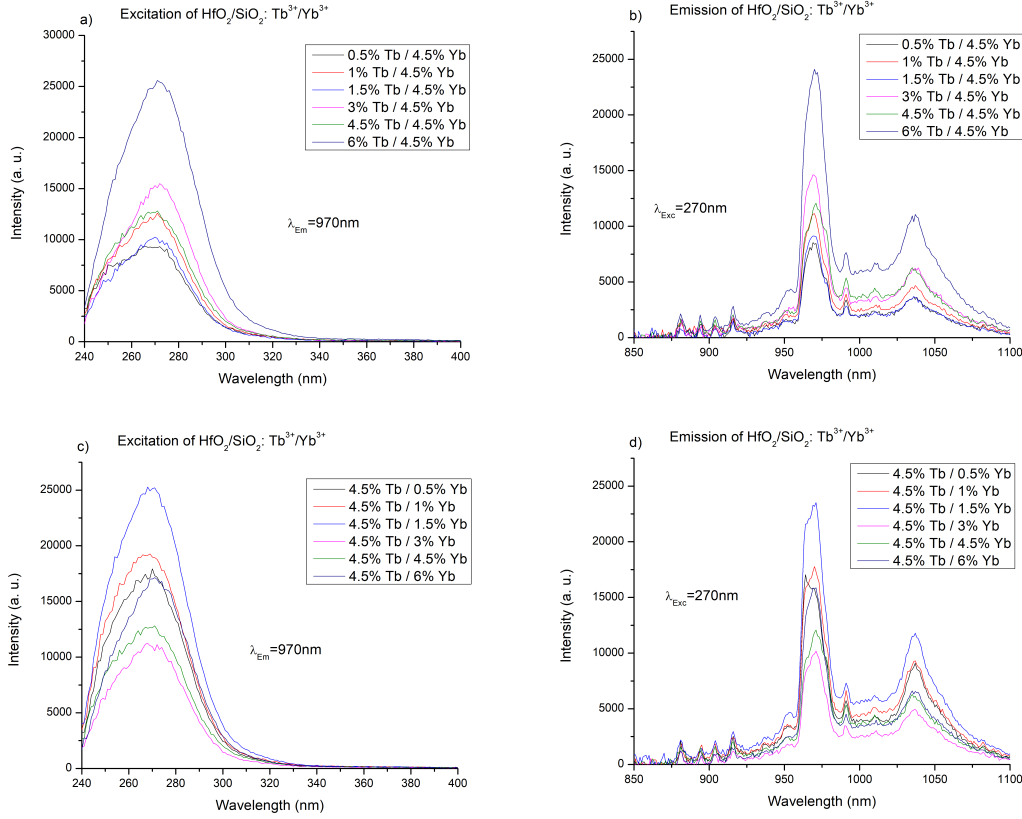 a)
Excitation of HfO₂/SiO₂: Tb³⁺/Yb³⁺
0.5% Tb / 4.5% Yb
1% Tb / 4.5% Yb
1.5% Tb / 4.5% Yb
3% Tb / 4.5% Yb
4.5% Tb / 4.5% Yb
6% Tb / 4.5% Yb
λEm=970nm
Intensity (a. u.)
30000
25000
20000
15000
10000
5000
0
240 260 280 300 320 340 360 380 400
Wavelength (nm)
b)
Emission of HfO₂/SiO₂: Tb³⁺/Yb³⁺
0.5% Tb / 4.5% Yb
1% Tb / 4.5% Yb
1.5% Tb / 4.5% Yb
3% Tb / 4.5% Yb
4.5% Tb / 4.5% Yb
6% Tb / 4.5% Yb
λExc=270nm
Intensity (a. u.)
25000
20000
15000
10000
5000
0
850 900 950 1000 1050 1100
Wavelength (nm)
c)
Excitation of HfO₂/SiO₂: Tb³⁺/Yb³⁺
4.5% Tb / 0.5% Yb
4.5% Tb / 1% Yb
4.5% Tb / 1.5% Yb
4.5% Tb / 3% Yb
4.5% Tb / 4.5% Yb
4.5% Tb / 6% Yb
λEm=970nm
Intensity (a. u.)
25000
20000
15000
10000
5000
0
240 260 280 300 320 340 360 380 400
Wavelength (nm)
d)
Emission of HfO₂/SiO₂: Tb³⁺/Yb³⁺
4.5% Tb / 0.5% Yb
4.5% Tb / 1% Yb
4.5% Tb / 1.5% Yb
4.5% Tb / 3% Yb
4.5% Tb / 4.5% Yb
4.5% Tb / 6% Yb
λExc=270nm
Intensity (a. u.)
25000
20000
15000
10000
5000
0
850 900 950 1000 1050 1100
Wavelength (nm)